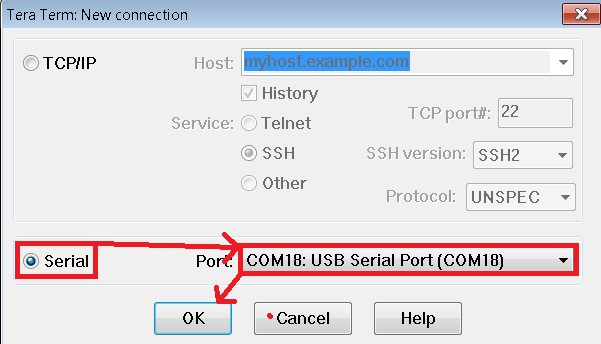 Tera Term: New connection
TCP/IP
Host: myhost.example.com
History
Service: Telnet
TCP port#: 22
SSH
SSH version: SSH2
Other
Protocol: UNSPEC
Serial
Port: COM18: USB Serial Port (COM18)
OK
Cancel
Help